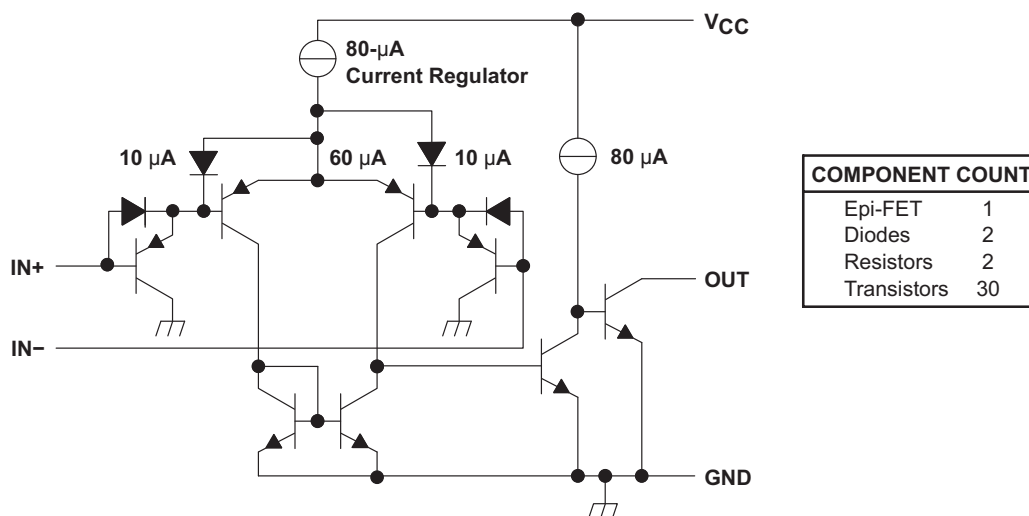 VCC
80-µA
Current Regulator
10 µA
60 µA
10 µA
80 µA
IN+
OUT
IN−
GND
COMPONENT COUNT
Epi-FET 1
Diodes 2
Resistors 2
Transistors 30